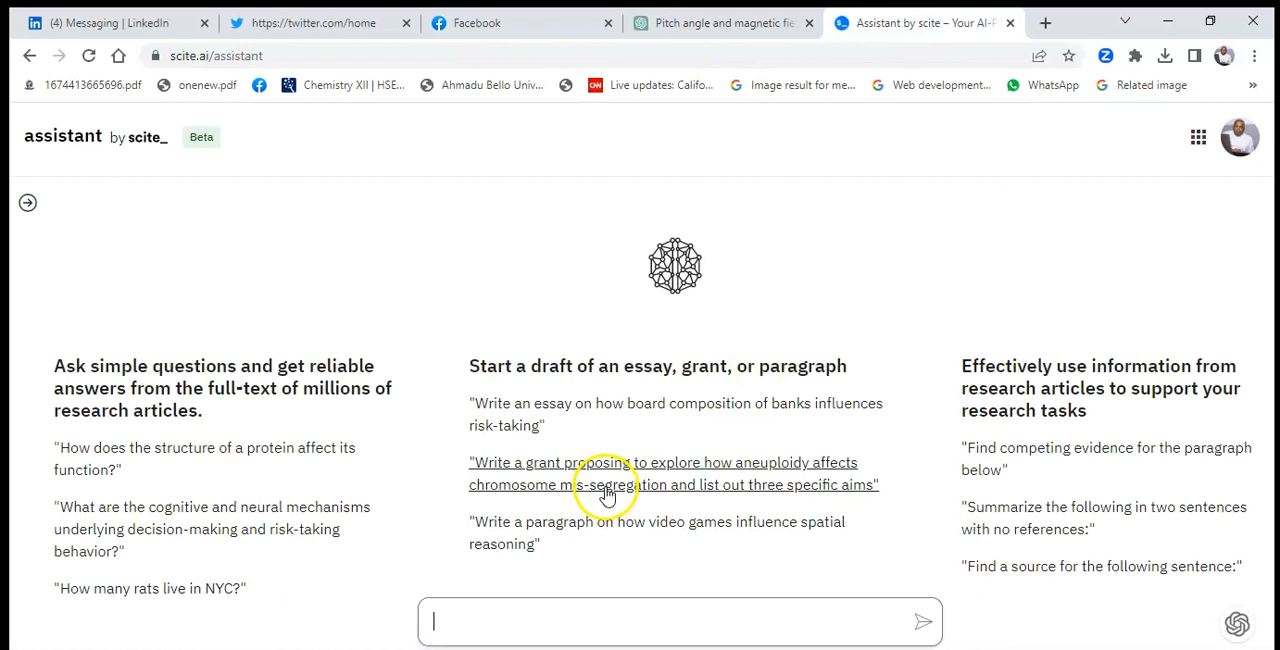 (4) Messaging | LinkedIn
https://twitter.com/home
Facebook
Pitch angle and magnetic fie
Assistant by scite – Your AI-P
scite.ai/assistant
1674413665696.pdf
onenew.pdf
Chemistry XII | HSE...
Ahmadu Bello Univ...
CNN
Live updates: Califo...
Image result for me...
Web development...
WhatsApp
Related image
»
assistant by scite_
Beta
Ask simple questions and get reliable
answers from the full-text of millions of
research articles.
"How does the structure of a protein affect its
function?"
"What are the cognitive and neural mechanisms
underlying decision-making and risk-taking
behavior?"
"How many rats live in NYC?"
Start a draft of an essay, grant, or paragraph
"Write an essay on how board composition of banks influences
risk-taking"
"Write a grant proposing to explore how aneuploidy affects
chromosome mis-segregation and list out three specific aims"
"Write a paragraph on how video games influence spatial
reasoning"
Effectively use information from
research articles to support your
research tasks
"Find competing evidence for the paragraph
below"
"Summarize the following in two sentences
with no references:"
"Find a source for the following sentence:"